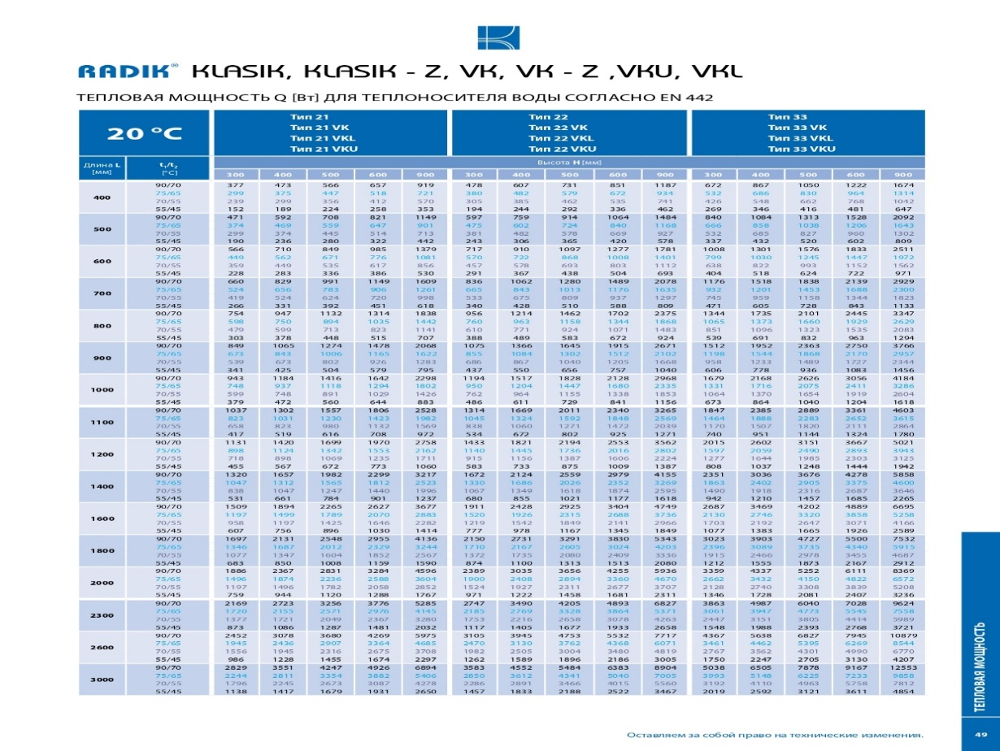 RADIK® KLASIK, KLASIK - Z, VK, VK - Z ,VKU, VKL
ТЕПЛОВАЯ МОЩНОСТЬ Q [Вт] ДЛЯ ТЕПЛОНОСИТЕЛЯ ВОДЫ СОГЛАСНО EN 442
20 °C Тип 21 Тип 22 Тип 33
Тип 21 VK Тип 22 VK Тип 33 VK
Тип 21 VKL Тип 22 VKL Тип 33 VKL
Тип 21 VKU Тип 22 VKU Тип 33 VKU
Длина L [мм] t₁/t₂ [°C] Высота H [мм]
300 400 500 600 900 300 400 500 600 900 300 400 500 600 900
400 90/70 377 473 566 657 919 478 607 731 851 1187 672 867 1050 1222 1674
75/65 299 375 447 518 721 380 482 579 672 934 532 686 830 964 1314
70/55 239 299 356 412 570 305 385 462 535 741 426 548 662 768 1042
55/45 152 189 224 258 353 194 244 292 336 462 269 346 416 481 647
500 90/70 471 592 708 821 1149 597 759 914 1064 1484 840 1084 1313 1528 2092
75/65 374 469 559 647 901 475 602 724 840 1168 666 858 1038 1206 1643
70/55 299 374 445 514 713 381 482 578 669 927 532 685 827 960 1302
55/45 190 236 280 322 442 243 306 365 420 578 337 432 520 602 809
600 90/70 566 710 849 985 1379 717 910 1097 1277 1781 1008 1301 1576 1833 2511
75/65 449 562 671 776 1081 570 722 868 1008 1401 799 1030 1245 1447 1972
70/55 359 449 535 617 856 457 578 693 803 1112 638 822 993 1152 1562
55/45 228 283 336 386 530 291 367 438 504 693 404 518 624 722 971
700 90/70 660 829 991 1149 1609 836 1062 1280 1489 2078 1176 1518 1838 2139 2929
75/65 524 656 783 906 1261 665 843 1013 1176 1635 932 1201 1453 1688 2300
70/55 419 524 624 720 998 533 675 809 937 1297 745 959 1158 1344 1823
55/45 266 331 392 451 618 340 428 510 588 809 471 605 728 843 1133
800 90/70 754 947 1132 1314 1838 956 1214 1462 1702 2375 1344 1735 2101 2445 3347
75/65 598 750 894 1035 1442 760 963 1158 1344 1868 1065 1373 1660 1929 2629
70/55 479 599 713 823 1141 610 771 924 1071 1483 851 1096 1323 1535 2083
55/45 303 378 448 515 707 388 489 583 672 924 539 691 832 963 1294
900 90/70 849 1065 1274 1478 2068 1075 1366 1645 1915 2671 1512 1952 2363 2750 3766
75/65 673 843 1006 1165 1622 855 1084 1302 1512 2102 1198 1544 1868 2170 2957
70/55 539 673 802 926 1283 686 867 1040 1205 1668 958 1233 1489 1727 2344
55/45 341 425 504 579 795 437 550 656 757 1040 606 778 936 1083 1456
1000 90/70 943 1184 1416 1642 2298 1194 1517 1828 2128 2968 1679 2168 2626 3056 4184
75/65 748 937 1118 1294 1802 950 1204 1447 1680 2335 1331 1716 2075 2411 3286
70/55 599 748 891 1029 1426 762 964 1155 1338 1853 1064 1370 1654 1919 2604
55/45 379 472 560 644 883 486 611 729 841 1156 673 864 1040 1204 1618
1100 90/70 1037 1302 1557 1806 2528 1314 1669 2011 2340 3265 1847 2385 2889 3361 4603
75/65 823 1031 1230 1423 1982 1045 1324 1592 1848 2569 1464 1888 2283 2652 3615
70/55 658 823 980 1132 1569 838 1060 1271 1472 2039 1170 1507 1820 2111 2864
55/45 417 519 616 708 972 534 672 802 925 1271 740 951 1144 1324 1780
1200 90/70 1131 1420 1699 1970 2758 1433 1821 2194 2553 3562 2015 2602 3151 3667 5021
75/65 898 1124 1342 1553 2162 1140 1445 1736 2016 2802 1597 2059 2490 2893 3943
70/55 718 898 1069 1235 1711 915 1156 1387 1606 2224 1277 1644 1985 2303 3125
55/45 455 567 672 773 1060 583 733 875 1009 1387 808 1037 1248 1444 1942
1400 90/70 1320 1657 1982 2299 3217 1672 2124 2559 2979 4155 2351 3036 3676 4278 5858
75/65 1047 1312 1565 1812 2523 1330 1686 2026 2352 3269 1863 2402 2905 3375 4600
70/55 838 1047 1247 1440 1996 1067 1349 1618 1874 2595 1490 1918 2316 2687 3646
55/45 531 661 784 901 1237 680 855 1021 1177 1618 942 1210 1457 1685 2265
1600 90/70 1509 1894 2265 2627 3677 1911 2428 2925 3404 4749 2687 3469 4202 4889 6695
75/65 1197 1499 1789 2070 2883 1520 1926 2315 2688 3736 2130 2746 3320 3858 5258
70/55 958 1197 1425 1646 2282 1219 1542 1849 2141 2966 1703 2192 2647 3071 4166
55/45 607 756 896 1030 1414 777 978 1167 1345 1849 1077 1383 1665 1926 2589
1800 90/70 1697 2131 2548 2955 4136 2150 2731 3291 3830 5343 3023 3903 4727 5500 7532
75/65 1346 1687 2012 2329 3244 1710 2167 2605 3024 4203 2396 3089 3735 4340 5915
70/55 1077 1347 1604 1852 2567 1372 1735 2080 2409 3336 1915 2466 2978 3455 4687
55/45 683 850 1008 1159 1590 874 1100 1313 1513 2080 1212 1555 1873 2167 2912
2000 90/70 1886 2367 2831 3284 4596 2389 3035 3656 4255 5936 3359 4337 5252 6111 8369
75/65 1496 1874 2236 2588 3604 1900 2408 2894 3360 4670 2662 3432 4150 4822 6572
70/55 1197 1496 1782 2058 2852 1524 1927 2311 2677 3707 2128 2740 3308 3839 5208
55/45 759 944 1120 1288 1767 971 1222 1458 1681 2311 1346 1728 2081 2407 3236
2300 90/70 2169 2723 3256 3776 5285 2747 3490 4205 4893 6827 3863 4987 6040 7028 9624
75/65 1720 2155 2571 2976 4145 2185 2769 3328 3864 5371 3061 3947 4773 5545 7558
70/55 1377 1721 2049 2367 3280 1753 2216 2658 3078 4263 2447 3151 3805 4414 5989
55/45 873 1086 1287 1481 2032 1117 1405 1677 1933 2658 1548 1988 2393 2768 3721
2600 90/70 2452 3078 3680 4269 5975 3105 3945 4753 5532 7717 4367 5638 6827 7945 10879
75/65 1945 2436 2907 3364 4685 2470 3130 3762 4368 6071 3461 4462 5395 6269 8544
70/55 1556 1945 2316 2675 3708 1982 2505 3004 3480 4819 2767 3562 4301 4990 6770
55/45 986 1228 1455 1674 2297 1262 1589 1896 2186 3005 1750 2247 2705 3130 4207
3000 90/70 2829 3551 4247 4926 6894 3583 4552 5484 6383 8904 5038 6505 7878 9167 12553
75/65 2244 2811 3354 3882 5406 2850 3612 4341 5040 7005 3993 5148 6225 7233 9858
70/55 1796 2245 2673 3087 4278 2286 2891 3466 4015 5560 3192 4110 4963 5758 7812
55/45 1138 1417 1679 1931 2650 1457 1833 2188 2522 3467 2019 2592 3121 3611 4854
ТЕПЛОВАЯ МОЩНОСТЬ
Оставляем за собой право на технические изменения.
49